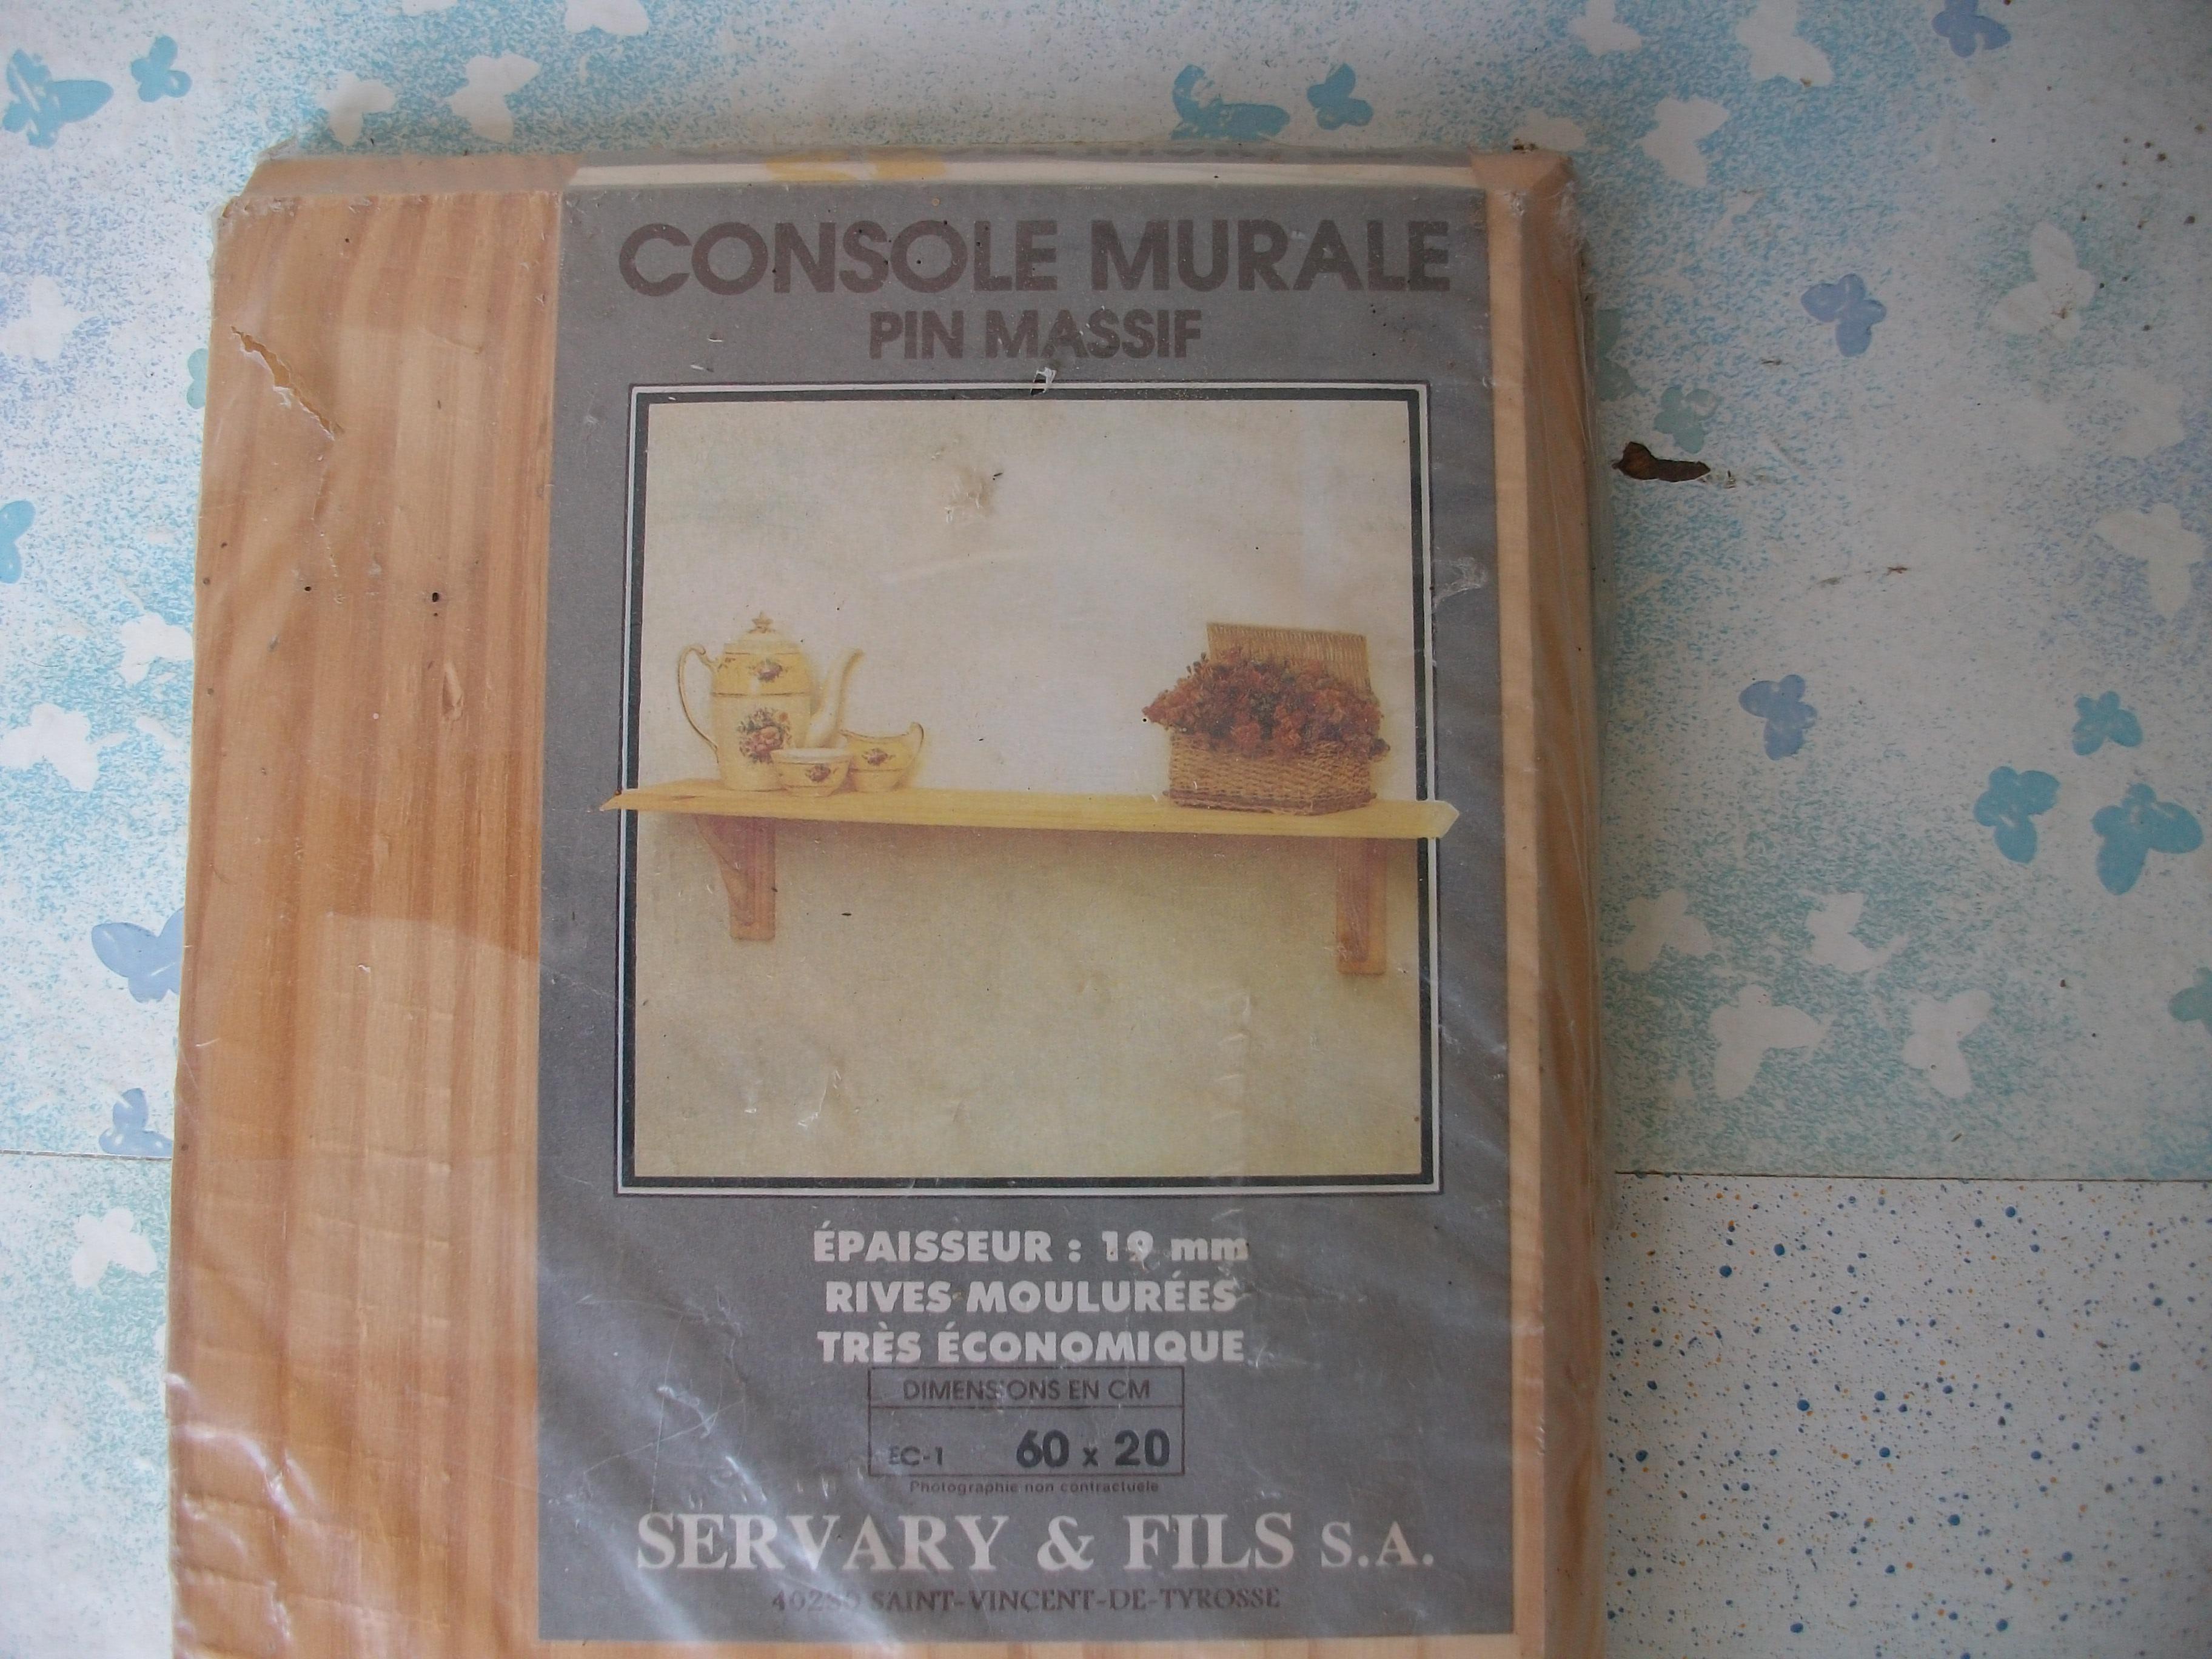 CONSOLE MURALE
PIN MASSIF
ÉPAISSEUR : 19 mm
RIVES MOULURÉES
TRÈS ÉCONOMIQUE
DIMENSIONS EN CM
EC-1 60 x 20
Photographie non contractuelle
SERVARY & FILS S.A.
SAINT-VINCENT-DE-TYROSSE